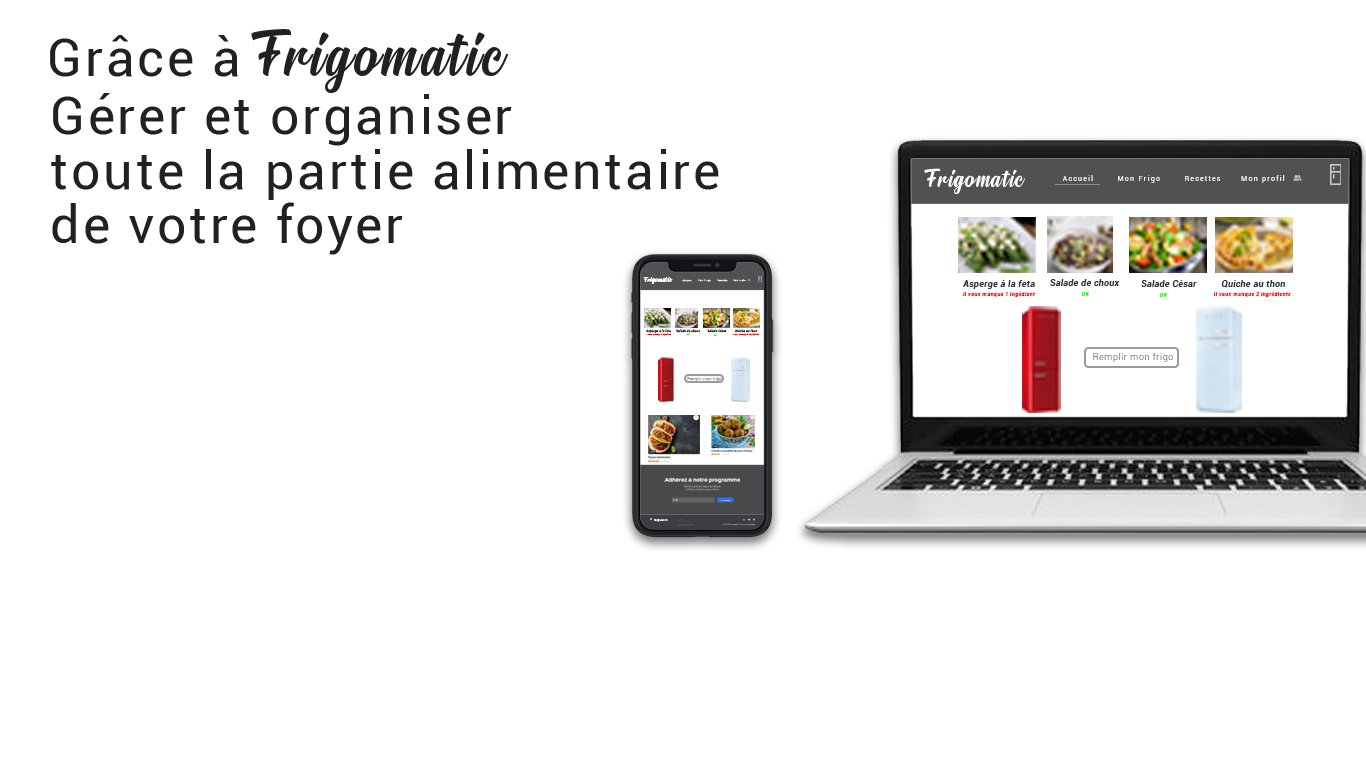 Grâce à Frigomatic
Gérer et organiser
toute la partie alimentaire
de votre foyer
Frigomatic Accueil Mon Frigo Recettes Mon profil
Asperge à la feta Salade de choux Salade César Quiche au thon
Il vous manque 1 ingédient OK OK Il vous manque 2 ingrédients
Remplir mon frigo
Frigomatic
Asperge à la feta Salade de choux Salade César Quiche au thon
Remplir mon frigo
Adhérez à notre programme